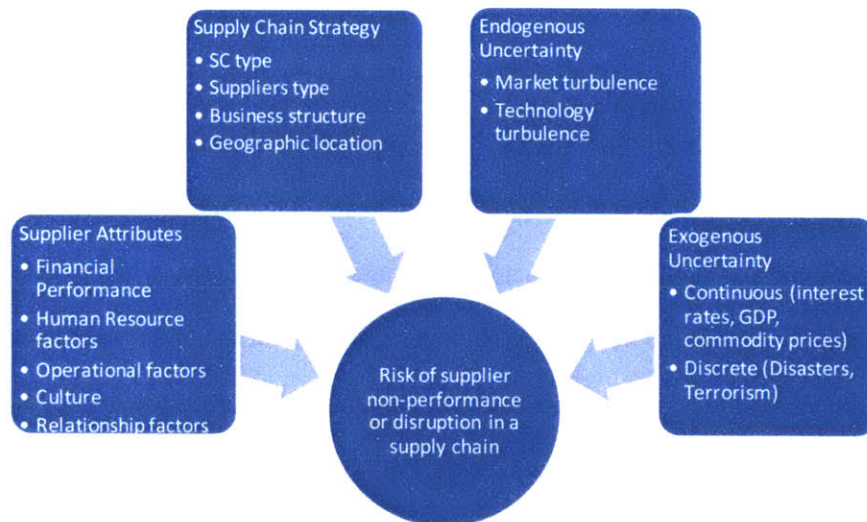 Supply Chain Strategy
• SC type
• Suppliers type
• Business structure
• Geographic location
Endogenous
Uncertainty
• Market turbulence
• Technology
turbulence
Supplier Attributes
• Financial
Performance
• Human Resource
factors
• Operational factors
• Culture
• Relationship factors
Exogenous
Uncertainty
• Continuous (interest
rates, GDP,
commodity prices)
• Discrete (Disasters,
Terrorism)
Risk of supplier
non-performance
or disruption in a
supply chain